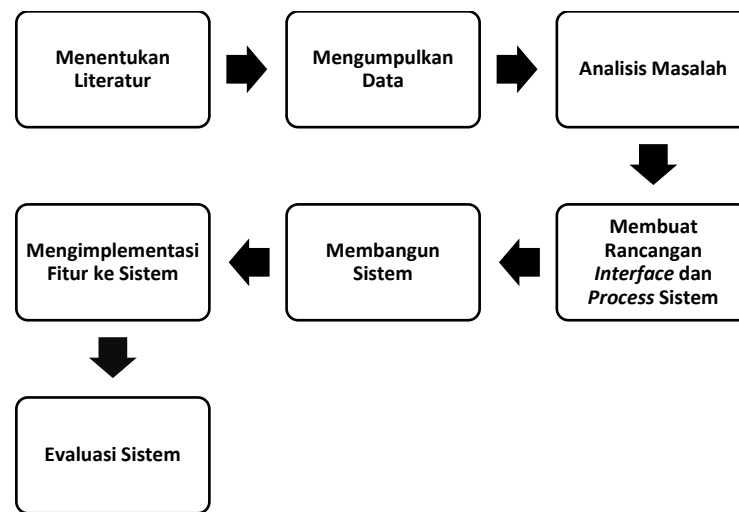 Menentukan
Literatur
Mengumpulkan
Data
Analisis Masalah
Membuat
Rancangan
Interface dan
Process Sistem
Membangun
Sistem
Mengimplementasi
Fitur ke Sistem
Evaluasi Sistem